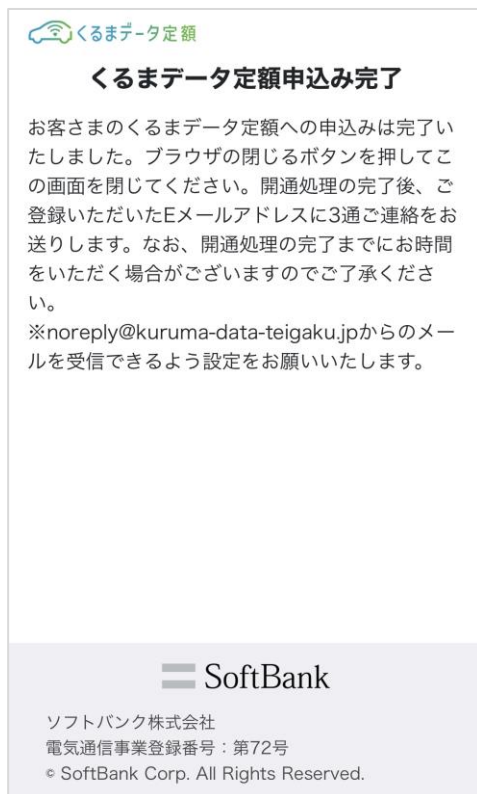 くるまデータ定額
くるまデータ定額申込み完了
お客さまのくるまデータ定額への申込みは完了い
たしました。ブラウザの閉じるボタンを押してこ
の画面を閉じてください。開通処理の完了後、ご
登録いただいたEメールアドレスに3通ご連絡をお
送りします。なお、開通処理の完了までにお時間
をいただく場合がございますのでご了承くださ
い。
※noreply@kuruma-data-teigaku.jpからのメー
ルを受信できるよう設定をお願いいたします。
SoftBank
ソフトバンク株式会社
電気通信事業登録番号：第72号
© SoftBank Corp. All Rights Reserved.